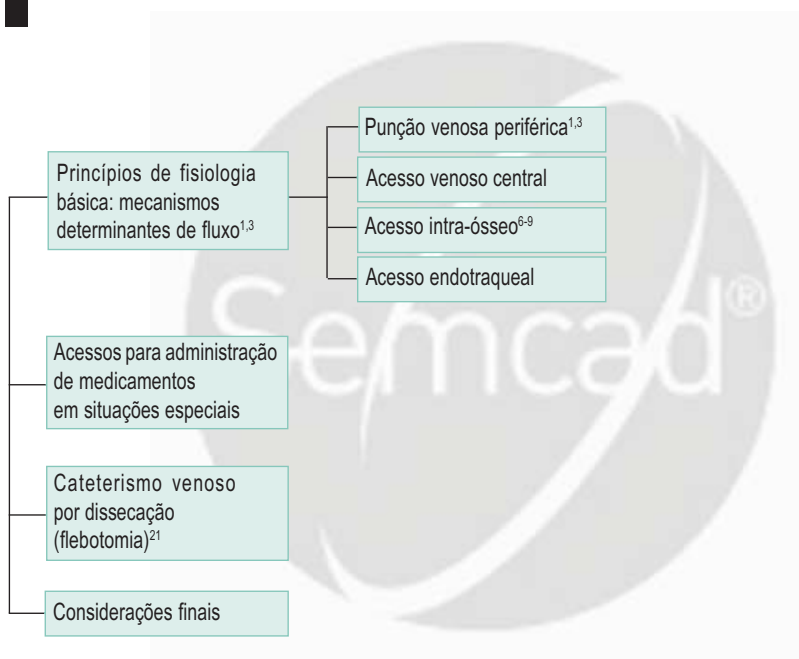 Princípios de fisiologia
básica: mecanismos
determinantes de fluxo1,3
Punção venosa periférica1,3
Acesso venoso central
Acesso intra-ósseo6-9
Acesso endotraqueal
Acessos para administração
de medicamentos
em situações especiais
Cateterismo venoso
por dissecação
(flebotomia)21
Considerações finais
Semcad®